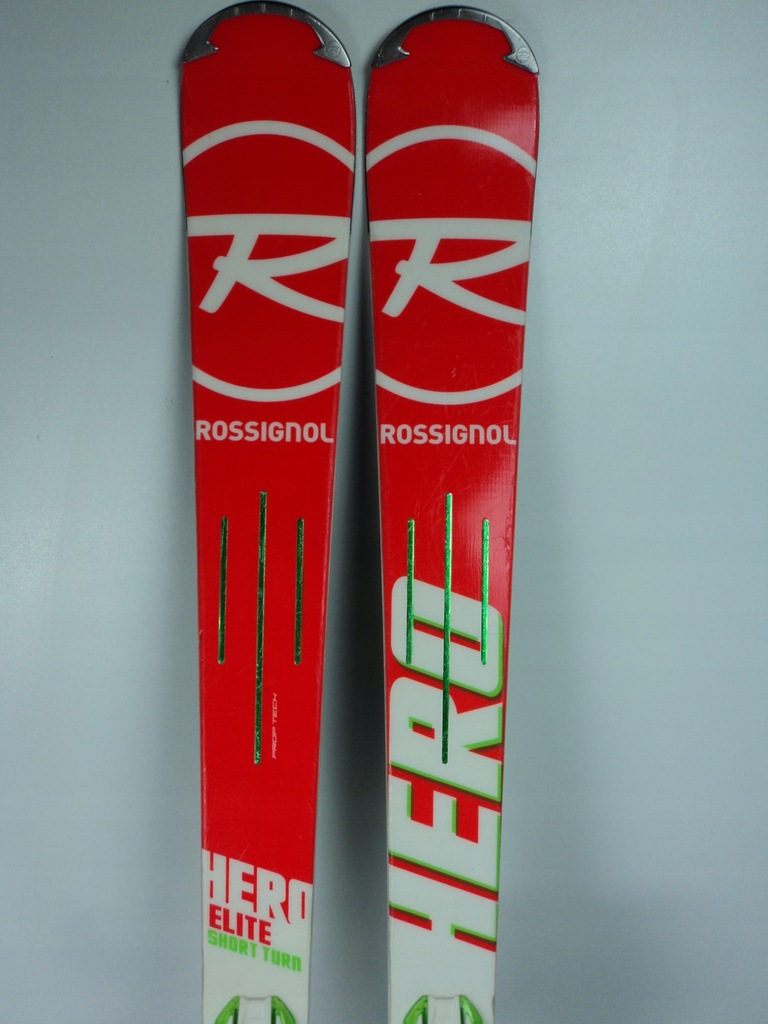 R
ROSSIGNOL
PROP TECH
HERO
ELITE
SHORT TURN
R
ROSSIGNOL
HERO